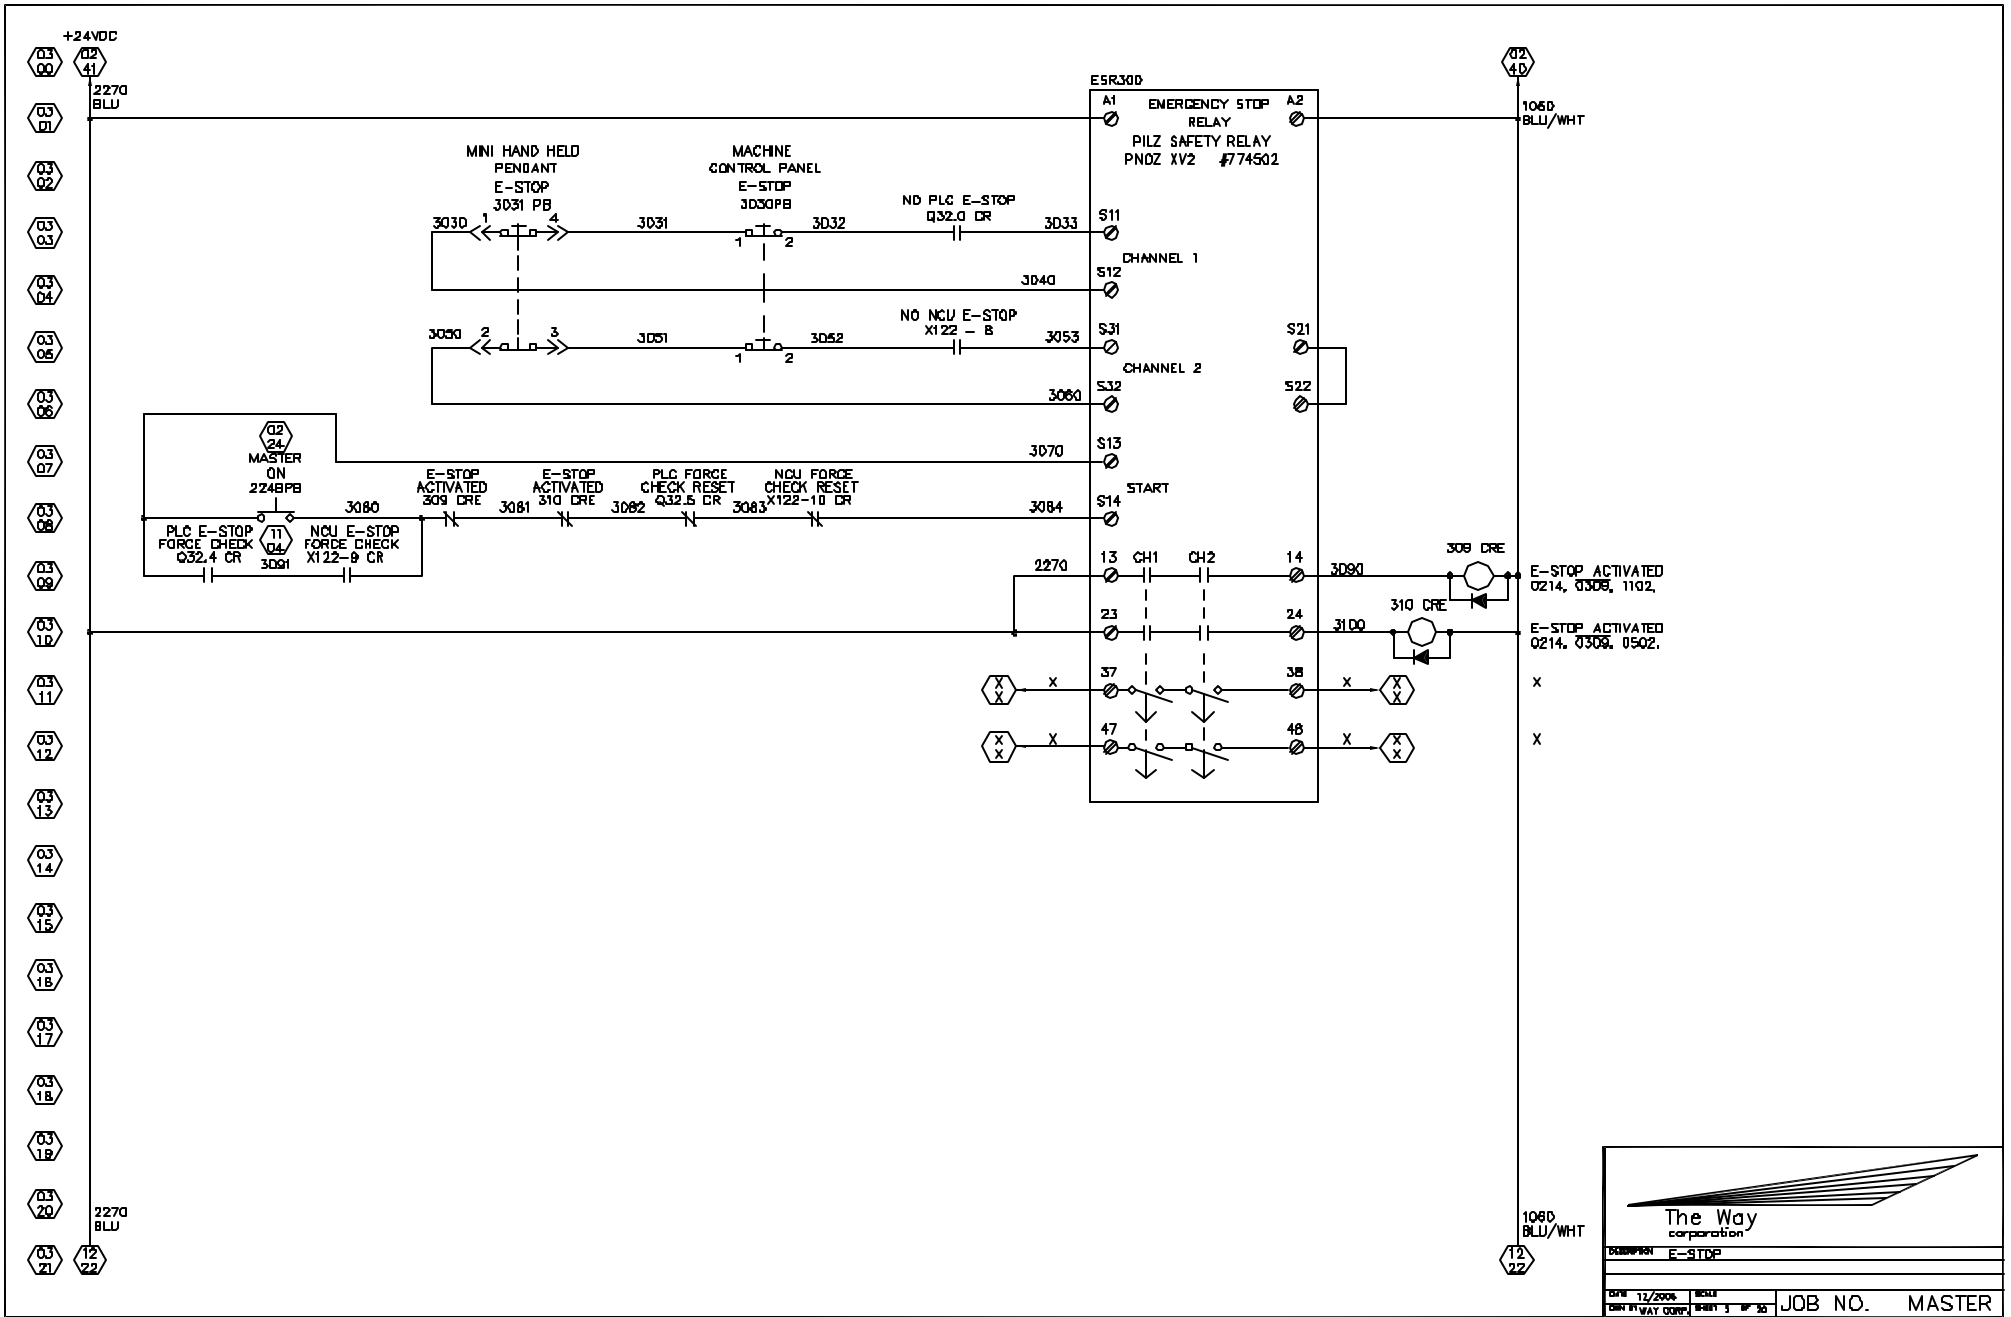 +24VDC
03
00
02
41
02
40
2270
BLU
ESR300
A1
EMERGENCY STOP
A2
RELAY
PILZ SAFETY RELAY
PNOZ XV2 #774502
1060
BLU/WHT
03
01
MINI HAND HELD
PENDANT
E-STOP
3031 PB
MACHINE
CONTROL PANEL
E-STOP
3030PB
03
02
NO PLC E-STOP
Q32.0 CR
03
03
3030
1
4
3031
1
2
3032
3033
S11
CHANNEL 1
03
04
3040
S12
NO NCU E-STOP
X122 - 8
03
05
3050
2
3
3051
1
2
3052
3053
S31
S21
CHANNEL 2
03
06
3060
S32
S22
02
24
03
07
MASTER
ON
224BPB
3070
S13
E-STOP
ACTIVATED
309 CRE
E-STOP
ACTIVATED
310 CRE
PLC FORCE
CHECK RESET
Q32.5 CR
NCU FORCE
CHECK RESET
X122-10 CR
START
03
08
3080
3081
3082
3083
3084
S14
PLC E-STOP
FORCE CHECK
Q32.4 CR
11
04
NCU E-STOP
FORCE CHECK
X122-9 CR
03
09
3091
2270
13
CH1
CH2
14
3090
309 CRE
E-STOP ACTIVATED
0214, 0309, 1102,
03
10
23
24
3100
310 CRE
E-STOP ACTIVATED
0214, 0309, 0502,
03
11
X
X
X
37
38
X
X
X
X
03
12
X
X
X
47
48
X
X
X
X
03
13
03
14
03
15
03
16
03
17
03
18
03
19
03
20
2270
BLU
1060
BLU/WHT
03
21
12
22
12
22
The Way
corporation
DESCRIPTION E-STOP
DATE 12/2004
SCALE
DRN BY WAY CORP.
SHEET 3 OF 20
JOB NO. MASTER